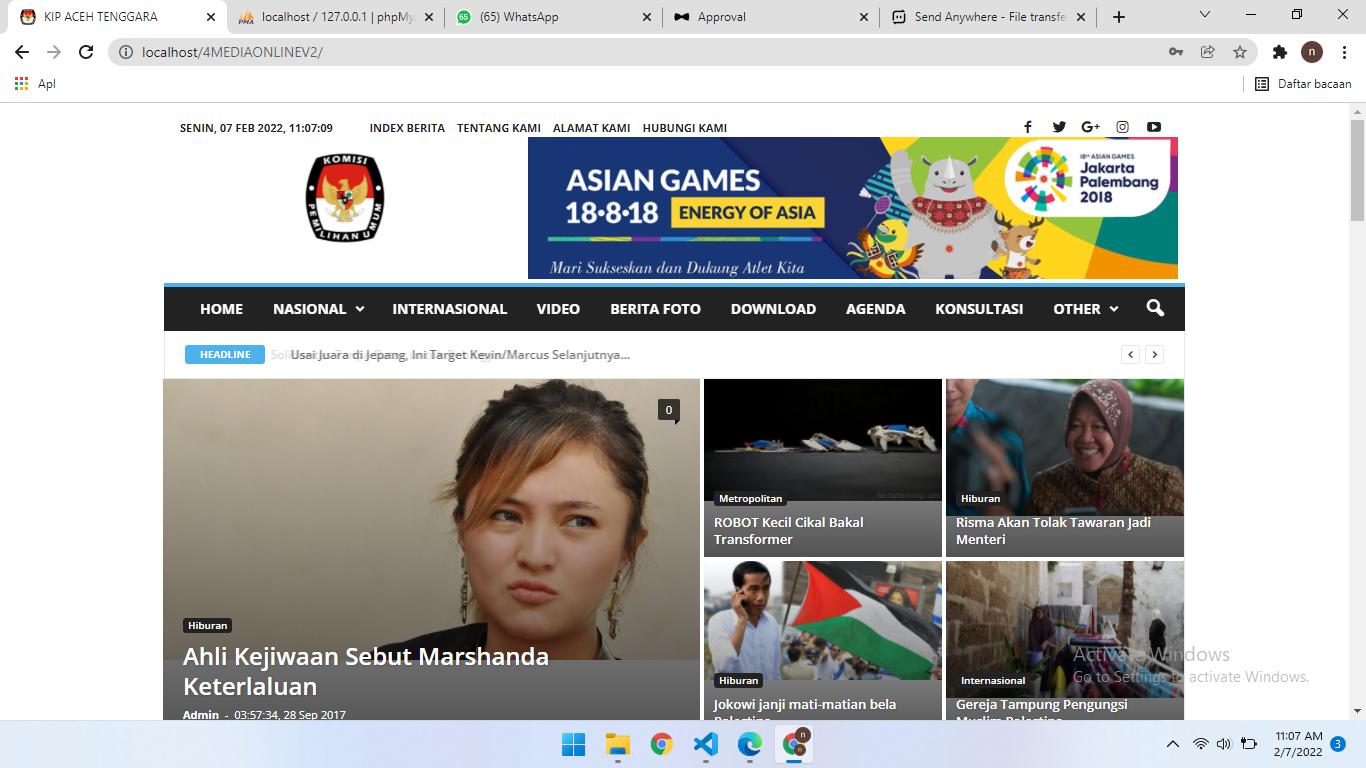 KIP ACEH TENGGARA
localhost / 127.0.0.1 | phpMy
(65) WhatsApp
Approval
Send Anywhere - File transfe
localhost/4MEDIAONLINEV2/
n
Apl
Daftar bacaan
SENIN, 07 FEB 2022, 11:07:09
INDEX BERITA TENTANG KAMI ALAMAT KAMI HUBUNGI KAMI
KOMISI
PEMILIHAN UMUM
ASIAN GAMES
18•8•18 ENERGY OF ASIA
Mari Sukseskan dan Dukung Atlet Kita
18th ASIAN GAMES
Jakarta
Palembang
2018
HOME NASIONAL INTERNASIONAL VIDEO BERITA FOTO DOWNLOAD AGENDA KONSULTASI OTHER
HEADLINE
Usai Juara di Jepang, Ini Target Kevin/Marcus Selanjutnya...
0
Hiburan
Ahli Kejiwaan Sebut Marshanda
Keterlaluan
Admin - 03:57:34, 28 Sep 2017
Metropolitan
ROBOT Kecil Cikal Bakal
Transformer
Hiburan
Risma Akan Tolak Tawaran Jadi
Menteri
Hiburan
Jokowi janji mati-matian bela
Palestina
Internasional
Gereja Tampung Pengungsi
Muslim Palestina
Activate Windows
Go to Settings to activate Windows.
11:07 AM
2/7/2022
3